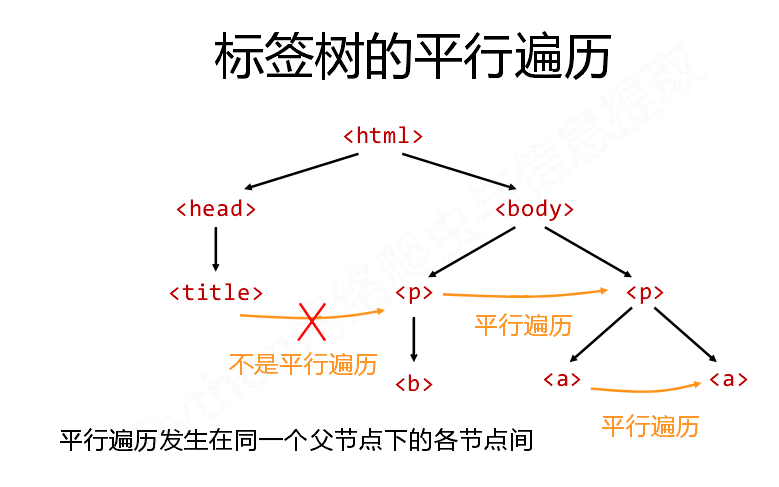 标签树的平行遍历
<html>
<head> <body>
<title> <p> <p>
平行遍历
不是平行遍历
<b> <a> <a>
平行遍历
平行遍历发生在同一个父节点下的各节点间